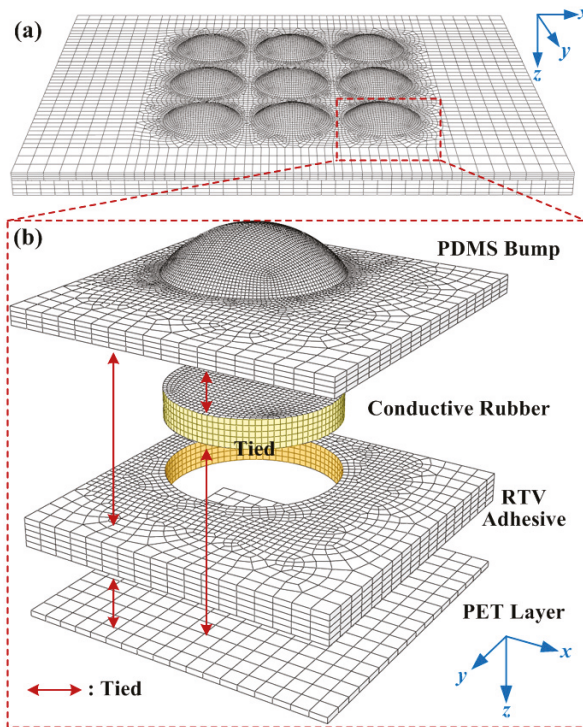 (a)
x
y
z
(b)
PDMS Bump
Conductive Rubber
Tied
RTV
Adhesive
PET Layer
x
y
z
: Tied